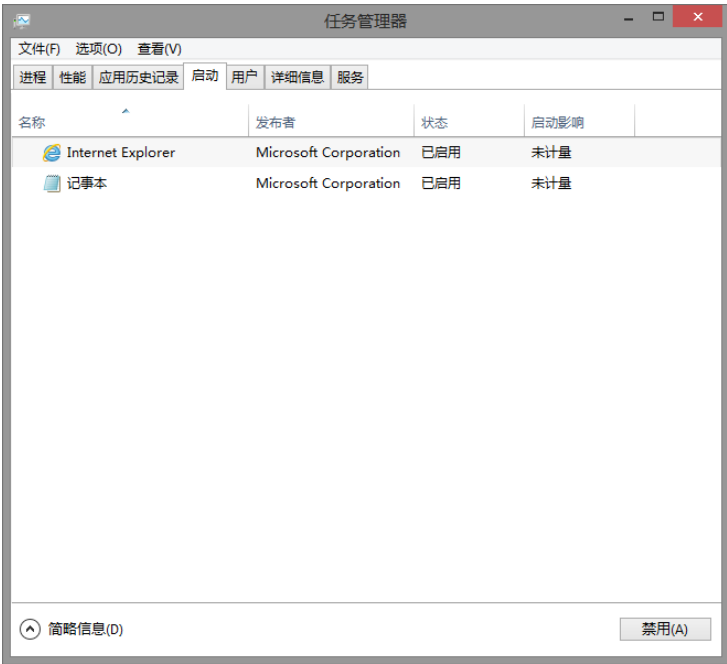 任务管理器
文件(F) 选项(O) 查看(V)
进程 性能 应用历史记录 启动 用户 详细信息 服务
名称 发布者 状态 启动影响
Internet Explorer Microsoft Corporation 已启用 未计量
记事本 Microsoft Corporation 已启用 未计量
简略信息(D) 禁用(A)